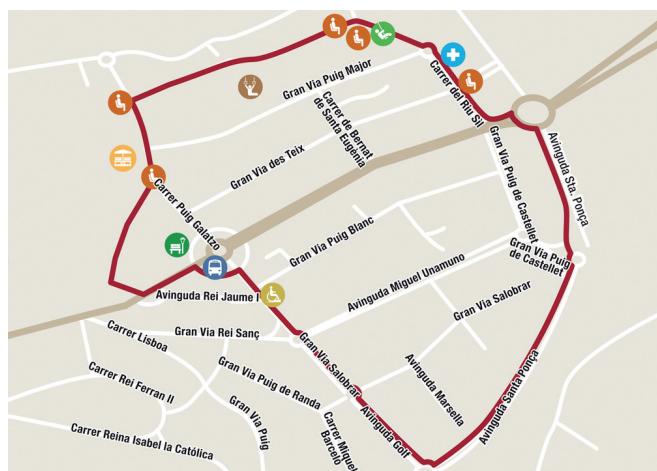 Gran Via Puig Major
Carrer del Riu Sil
Carrer de Bernat
de Santa Eugènia
Gran Via des Teix
Gran Via Puig de Castellet
Avinguda Sta. Ponça
Carrer Puig Galatzo
Gran Via Puig Blanc
Gran Via Puig
de Castellet
Avinguda Miguel Unamuno
Avinguda Rei Jaume I
Gran Via Salobrar
Gran Via Rei Sanç
Carrer Lisboa
Gran Via Salobrar
Carrer Rei Ferran II
Gran Via Puig de Randa
Avinguda Marsella
Avinguda Santa Ponça
Gran Via Puig
Avinguda Golf
Carrer Miquel
Barceló
Carrer Reina Isabel la Católica